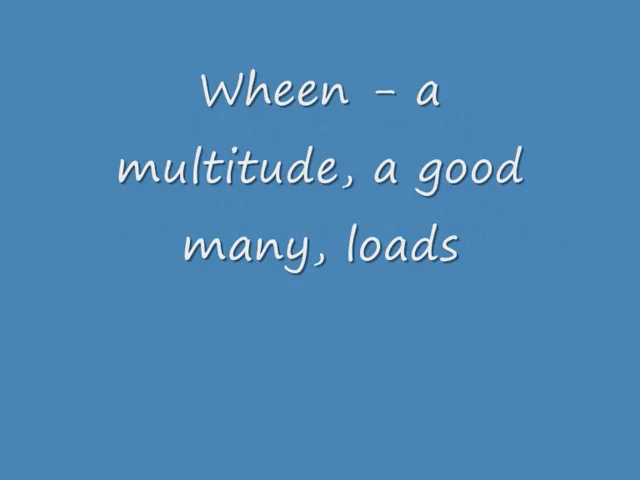 Wheen - a
multitude, a good
many, loads